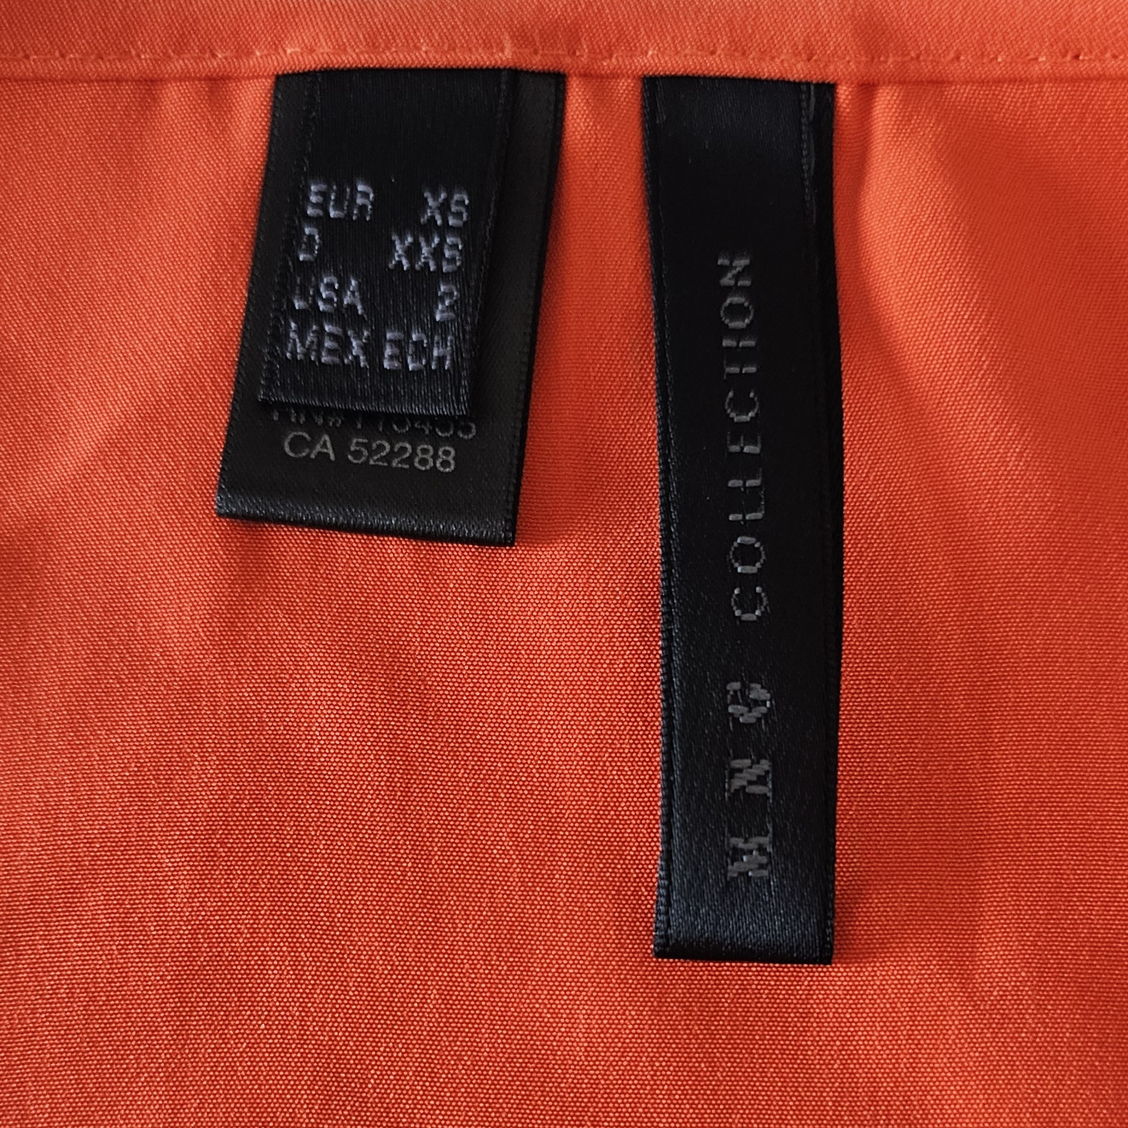 EUR XS
D XXS
USA 2
MEX ECH
CA 52288
MNG COLLECTION